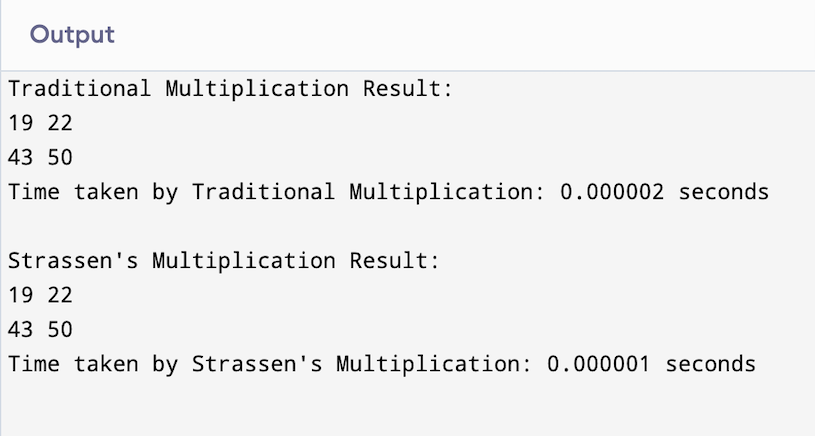 Output
Traditional Multiplication Result:
19 22
43 50
Time taken by Traditional Multiplication: 0.000002 seconds
Strassen's Multiplication Result:
19 22
43 50
Time taken by Strassen's Multiplication: 0.000001 seconds